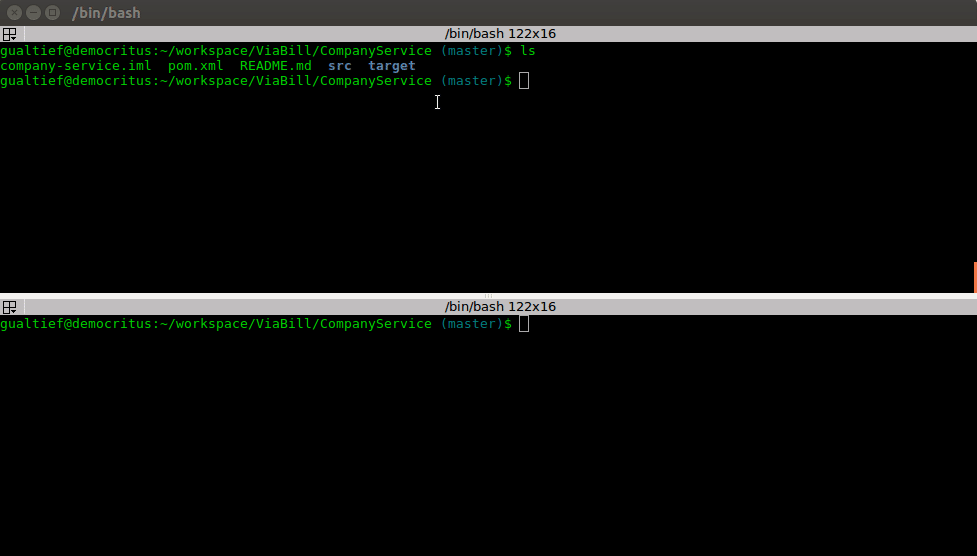 /bin/bash
/bin/bash 122x16
gualtief@democritus:~/workspace/ViaBill/CompanyService (master)$ ls
company-service.iml  pom.xml  README.md  src  target
gualtief@democritus:~/workspace/ViaBill/CompanyService (master)$
/bin/bash 122x16
gualtief@democritus:~/workspace/ViaBill/CompanyService (master)$